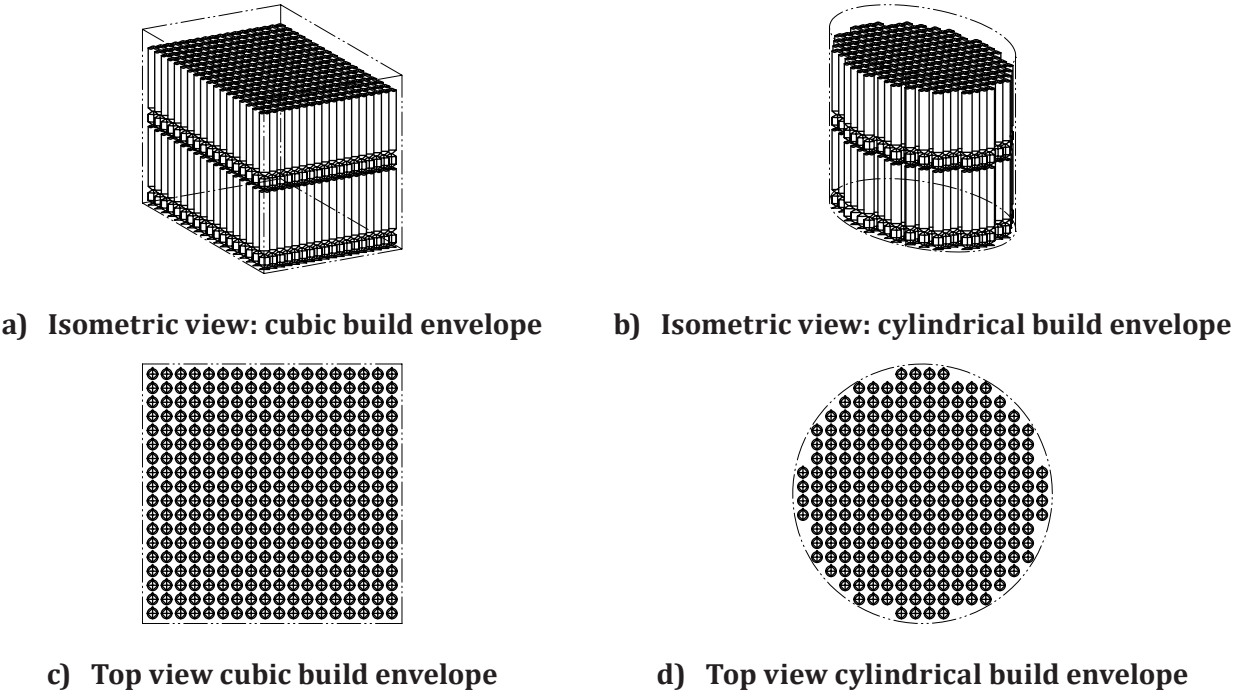 a) Isometric view: cubic build envelope
b) Isometric view: cylindrical build envelope
c) Top view cubic build envelope
d) Top view cylindrical build envelope